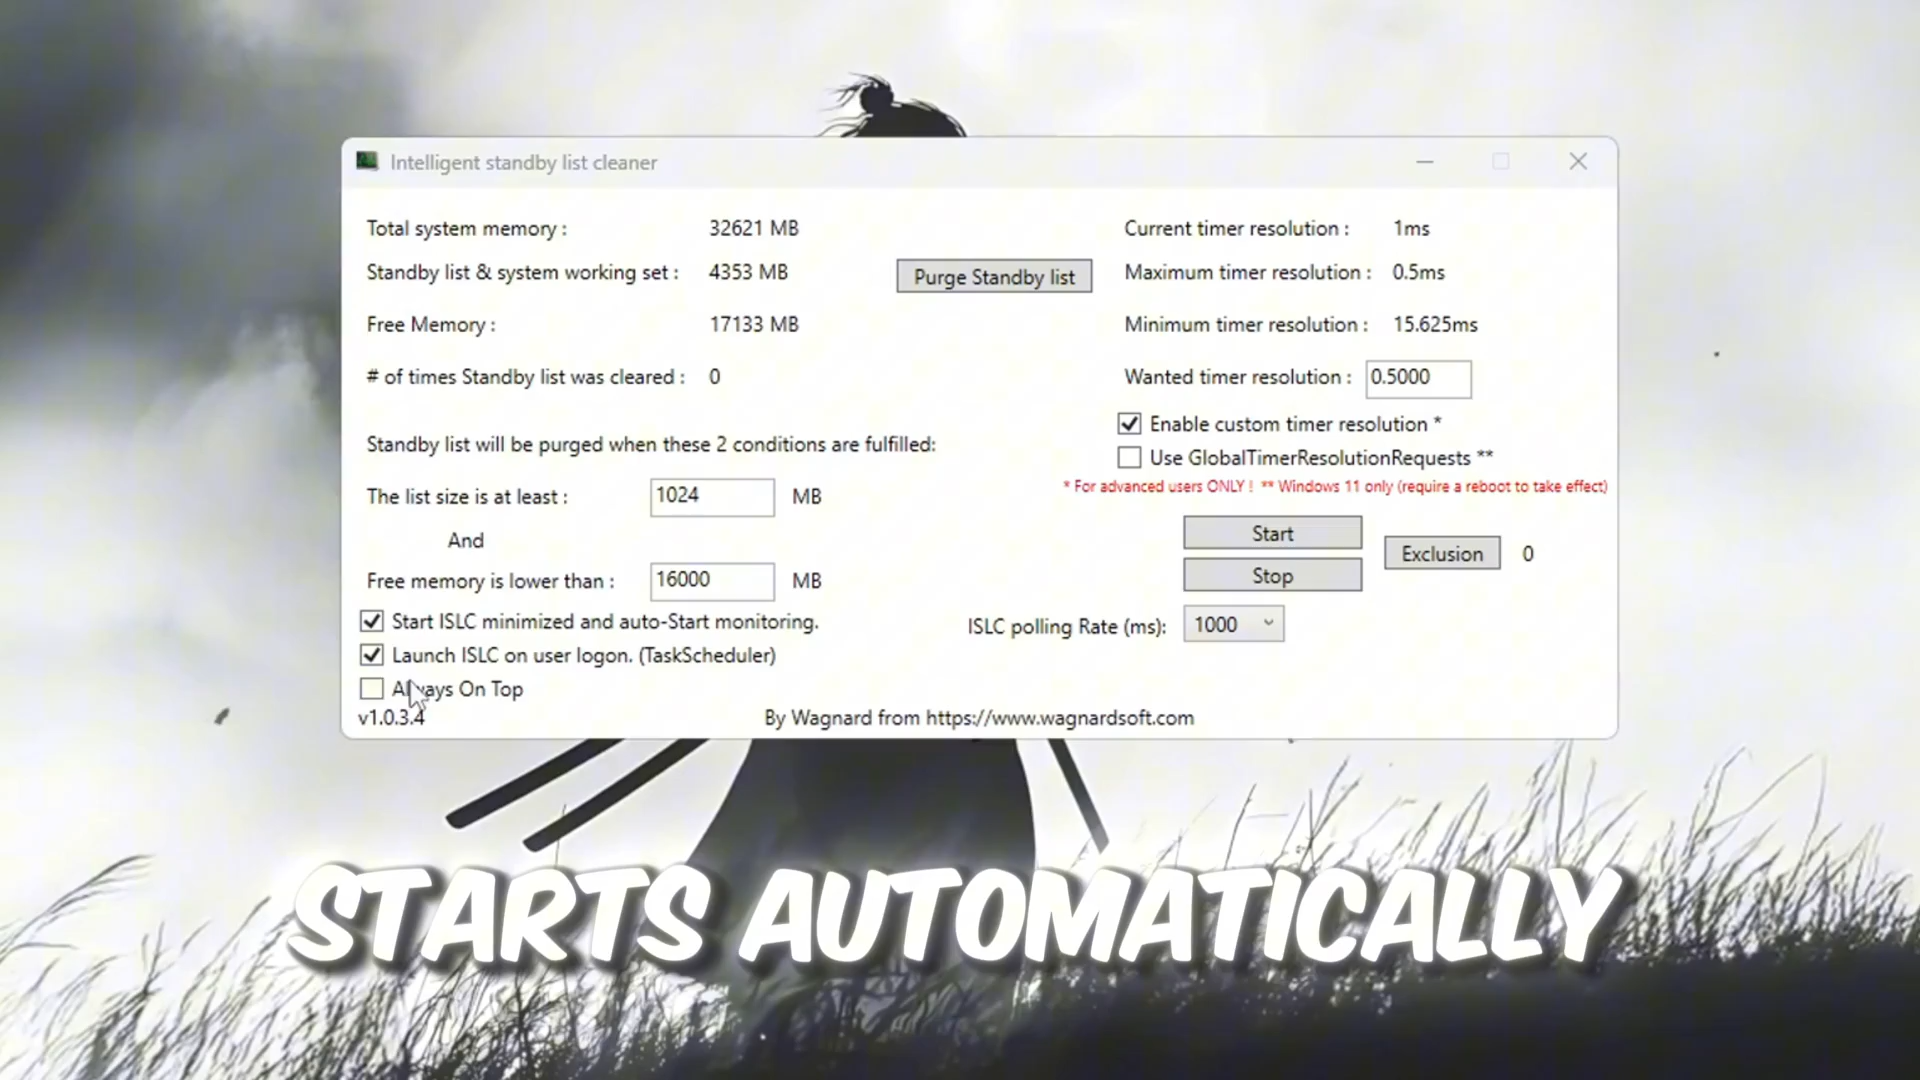 Intelligent standby list cleaner
Total system memory : 32621 MB
Standby list & system working set : 4353 MB
Purge Standby list
Free Memory : 17133 MB
# of times Standby list was cleared : 0
Standby list will be purged when these 2 conditions are fulfilled:
The list size is at least : 1024 MB
And
Free memory is lower than : 16000 MB
Start ISLC minimized and auto-Start monitoring.
Launch ISLC on user logon. (TaskScheduler)
Always On Top
v1.0.3.4
Current timer resolution : 1ms
Maximum timer resolution : 0.5ms
Minimum timer resolution : 15.625ms
Wanted timer resolution : 0.5000
Enable custom timer resolution *
Use GlobalTimerResolutionRequests **
* For advanced users ONLY ! ** Windows 11 only (require a reboot to take effect)
Start
Stop
Exclusion 0
ISLC polling Rate (ms): 1000
By Wagnard from https://www.wagnardsoft.com
STARTS AUTOMATICALLY